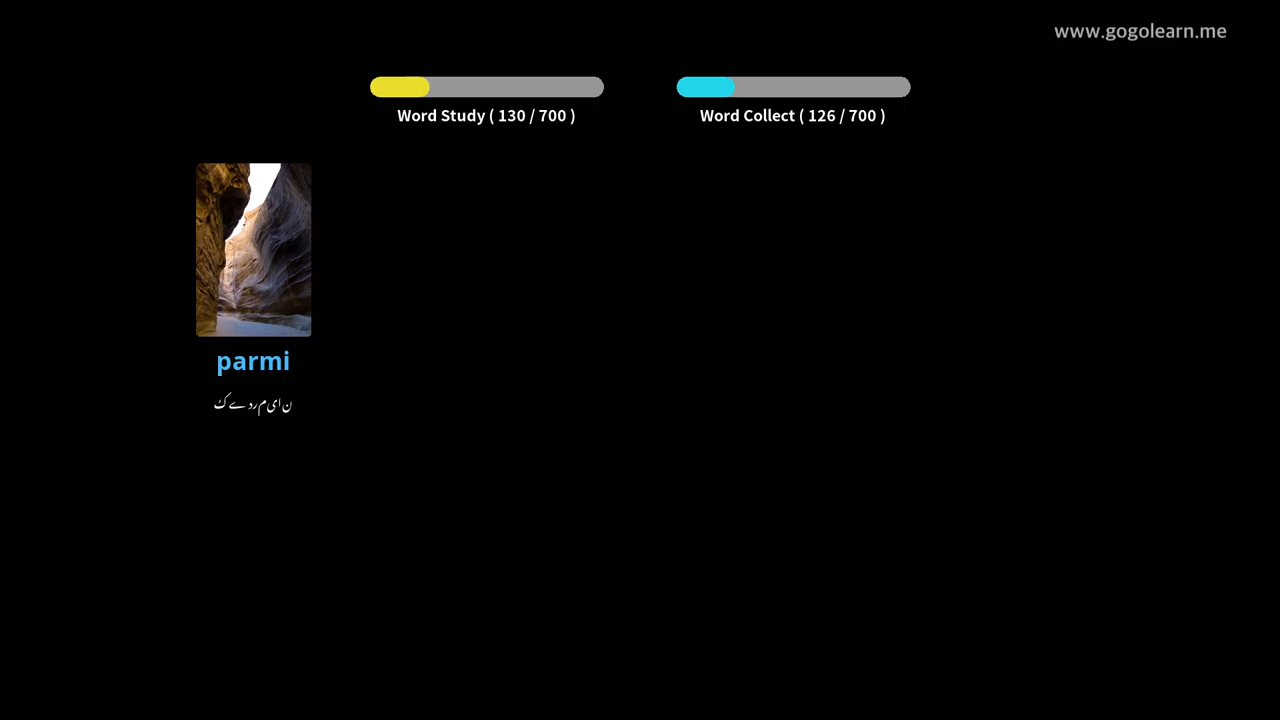 www.gogolearn.me
Word Study ( 130 / 700 )
Word Collect ( 126 / 700 )
parmi
کے درمیان